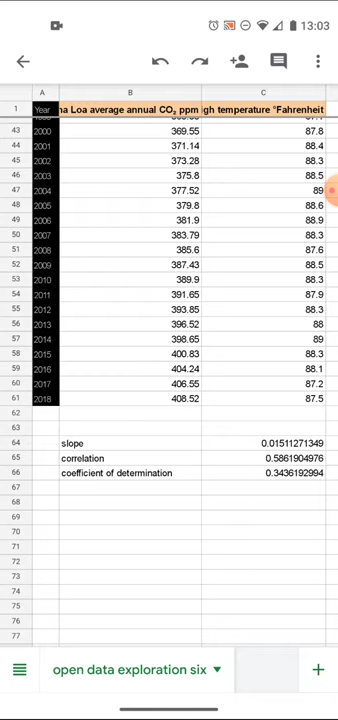 13:03
A B C
1 Year na Loa average annual CO₂ ppm gh temperature °Fahrenheit
43 2000 369.55 87.8
44 2001 371.14 88.4
45 2002 373.28 88.3
46 2003 375.8 88.5
47 2004 377.52 89
48 2005 379.8 88.6
49 2006 381.9 88.9
50 2007 383.79 88.3
51 2008 385.6 87.6
52 2009 387.43 88.5
53 2010 389.9 88.3
54 2011 391.65 87.9
55 2012 393.85 88.3
56 2013 396.52 88
57 2014 398.65 89
58 2015 400.83 88.3
59 2016 404.24 88.1
60 2017 406.55 87.2
61 2018 408.52 87.5
62
63
64 slope 0.01511271349
65 correlation 0.5861904976
66 coefficient of determination 0.3436192994
67
68
69
70
71
72
73
74
75
76
77
open data exploration six